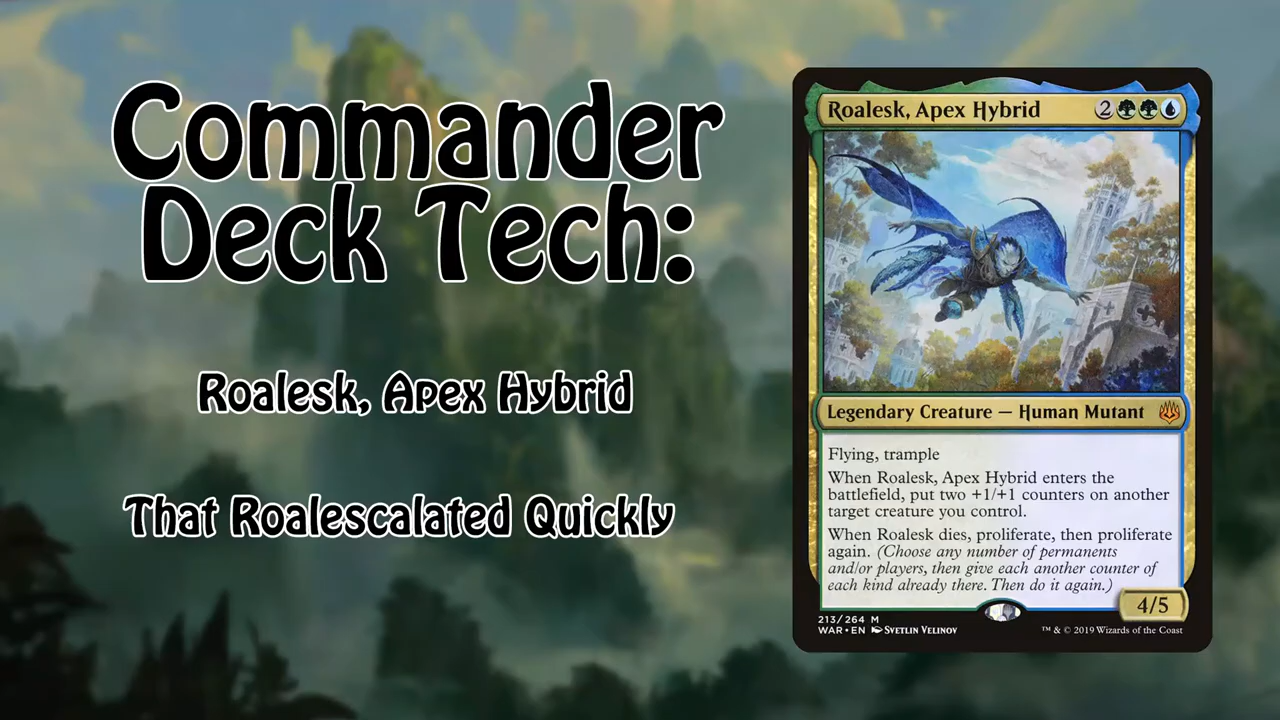 Commander
Deck Tech:
Roalesk, Apex Hybrid
That Roalescalated Quickly
Roalesk, Apex Hybrid 2
Legendary Creature — Human Mutant
Flying, trample
When Roalesk, Apex Hybrid enters the
battlefield, put two +1/+1 counters on another
target creature you control.
When Roalesk dies, proliferate, then proliferate
again. (Choose any number of permanents
and/or players, then give each another counter of
each kind already there. Then do it again.)
4/5
213/264 M
WAR • EN Svetlin Velinov
™ & © 2019 Wizards of the Coast